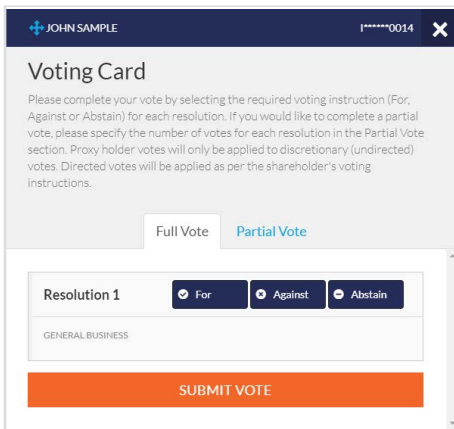 JOHN SAMPLE I******0014
Voting Card
Please complete your vote by selecting the required voting instruction (For,
Against or Abstain) for each resolution. If you would like to complete a partial
vote, please specify the number of votes for each resolution in the Partial Vote
section. Proxy holder votes will only be applied to discretionary (undirected)
votes. Directed votes will be applied as per the shareholder's voting
instructions.
Full Vote Partial Vote
Resolution 1 For Against Abstain
GENERAL BUSINESS
SUBMIT VOTE